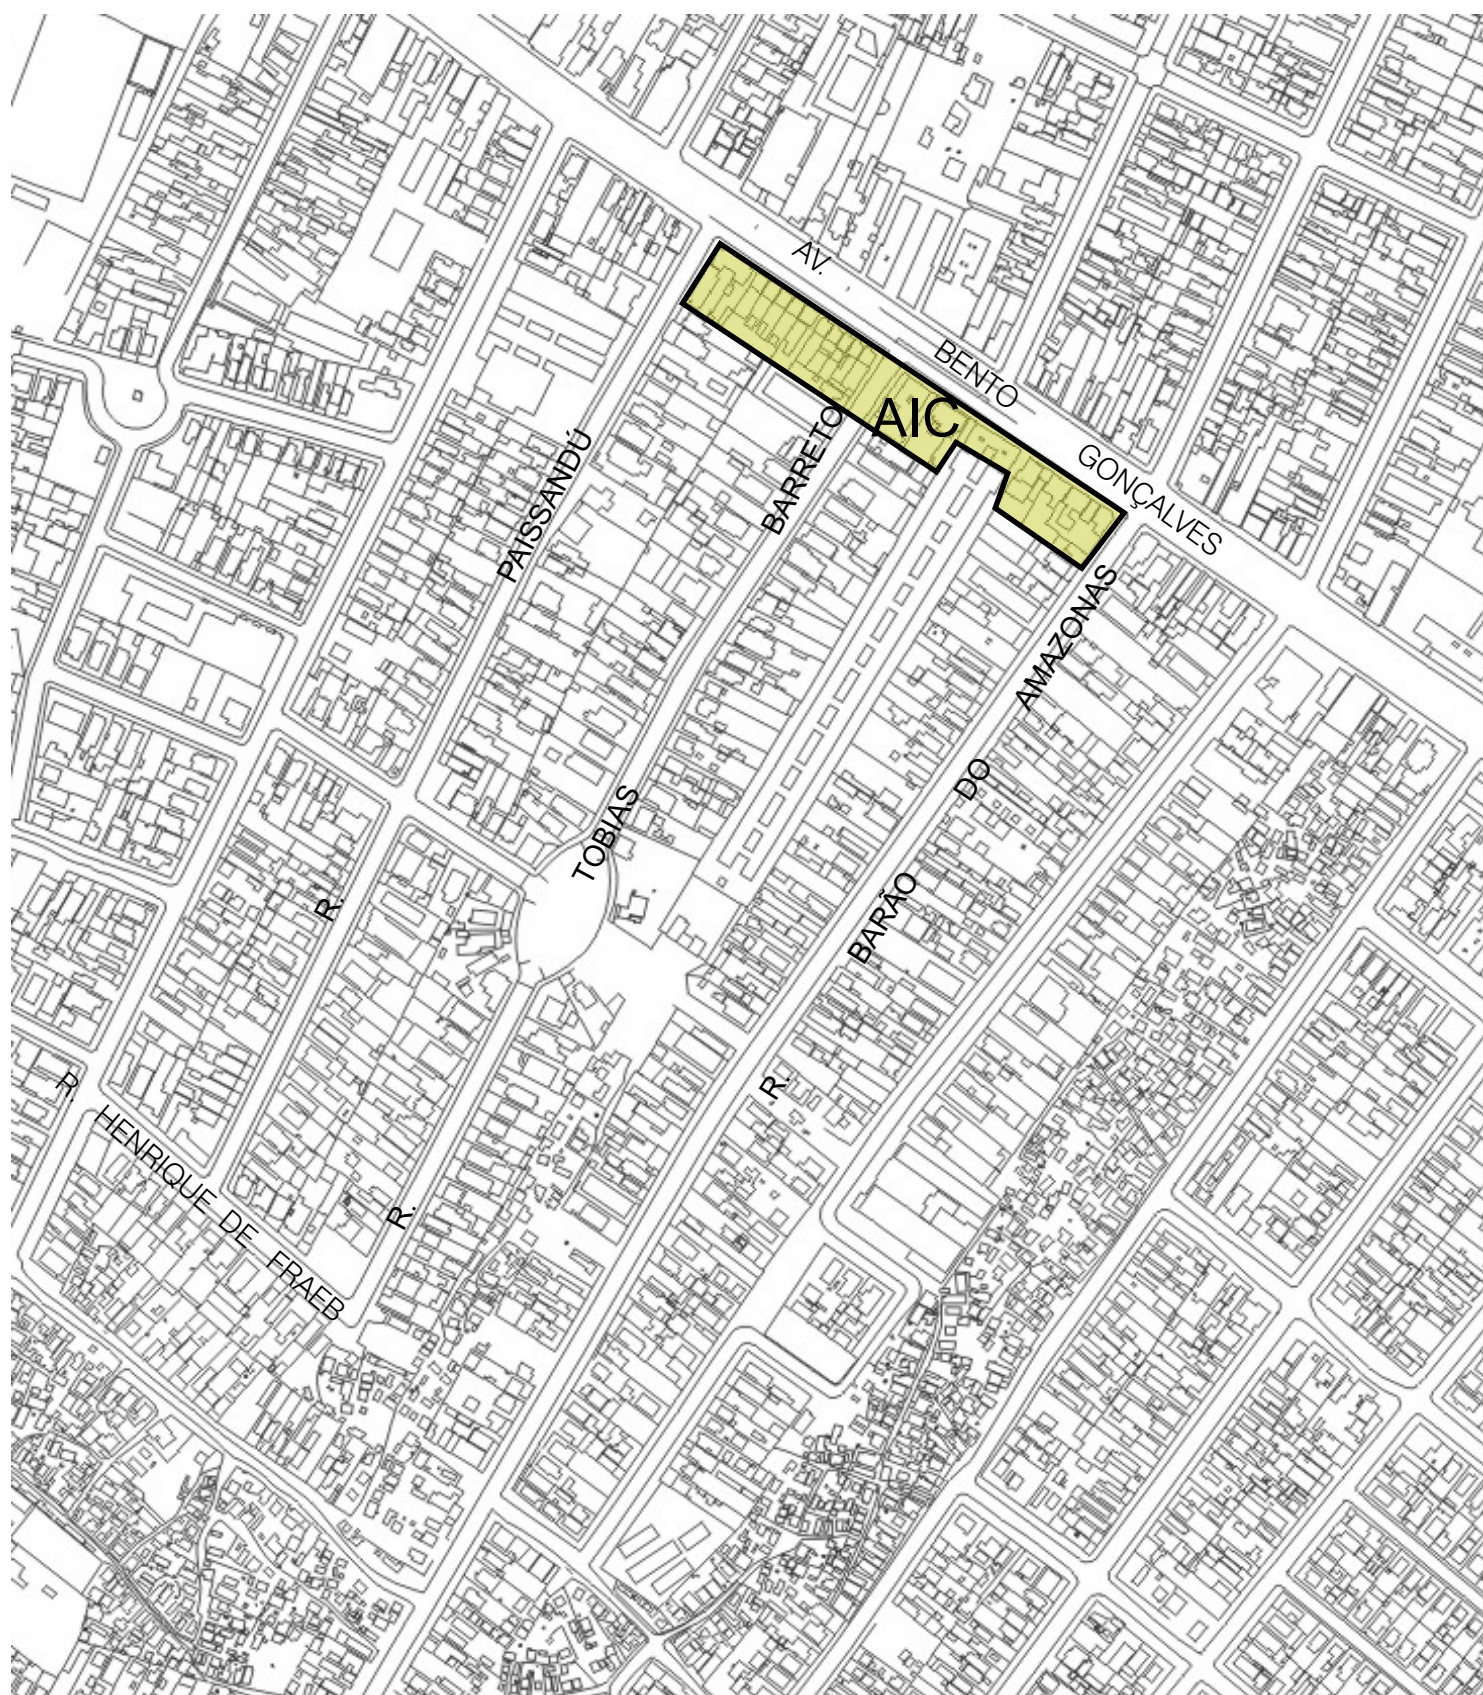 AV. BENTO GONÇALVES
AIC
R. PAISSANDÚ
R. TOBIAS BARRETO
R. BARÃO DO AMAZONAS
R. HENRIQUE DE FRAEB